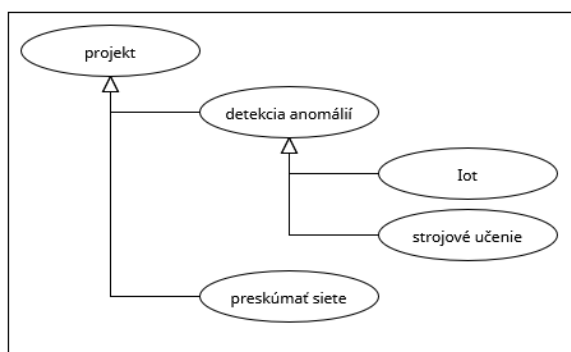 projekt
detekcia anomálií
Iot
strojové učenie
preskúmať siete